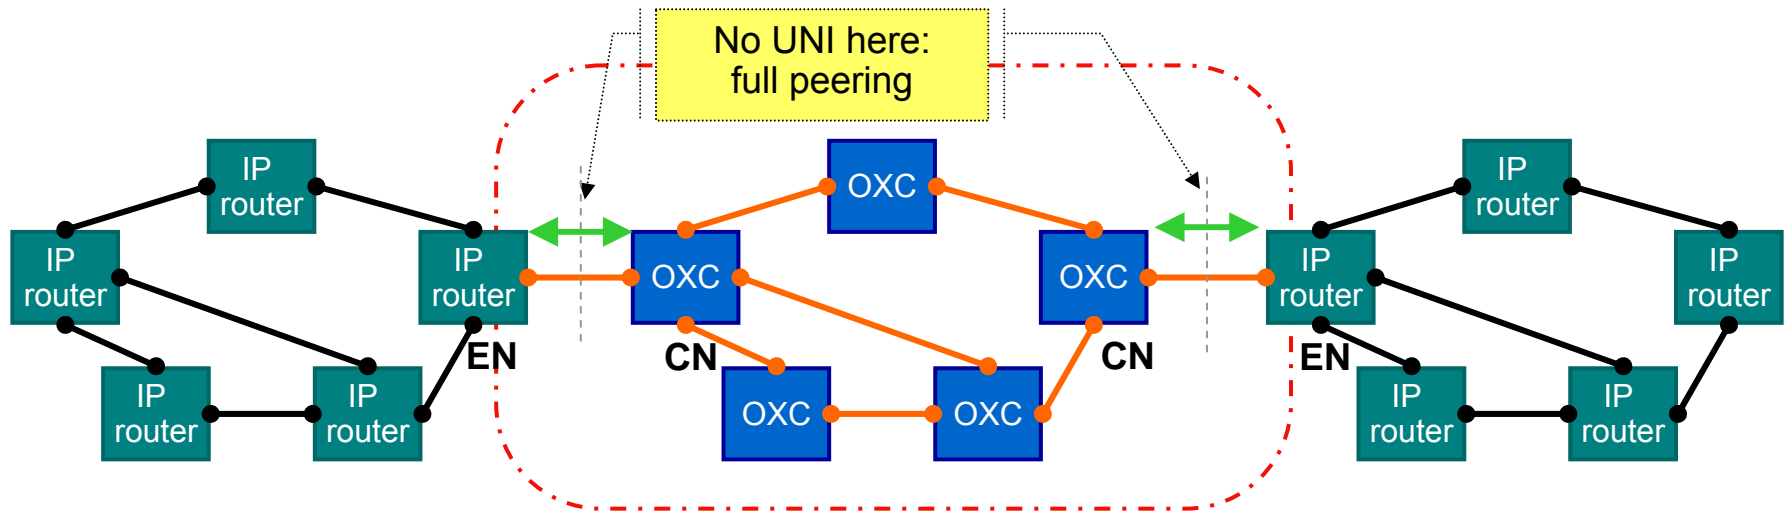 No UNI here:
full peering
IP
router
OXC
IP
router
IP
router
IP
router
OXC
OXC
IP
router
IP
router
EN
CN
CN
EN
IP
router
IP
router
OXC
OXC
IP
router
IP
router